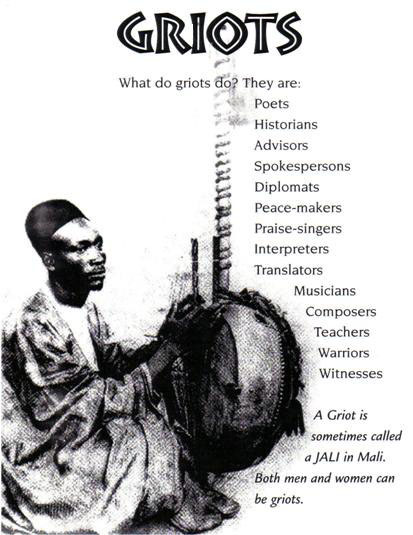 GRIOTS
What do griots do? They are:
Poets
Historians
Advisors
Spokespersons
Diplomats
Peace-makers
Praise-singers
Interpreters
Translators
Musicians
Composers
Teachers
Warriors
Witnesses
A Griot is
sometimes called
a JALI in Mali.
Both men and women can
be griots.